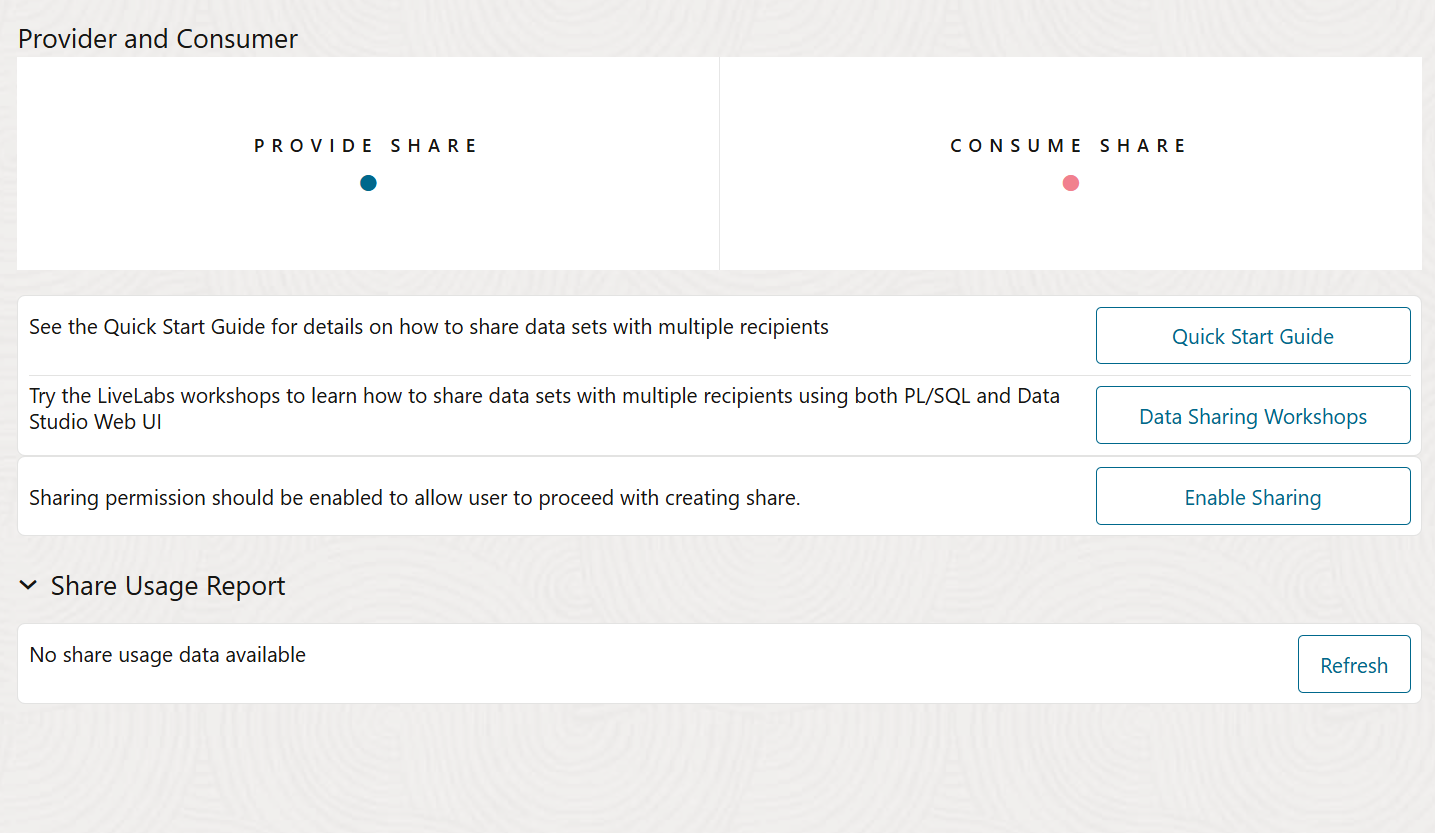 Provider and Consumer
PROVIDE SHARE
CONSUME SHARE
See the Quick Start Guide for details on how to share data sets with multiple recipients
Quick Start Guide
Try the LiveLabs workshops to learn how to share data sets with multiple recipients using both PL/SQL and Data
Studio Web UI
Data Sharing Workshops
Sharing permission should be enabled to allow user to proceed with creating share.
Enable Sharing
Share Usage Report
No share usage data available
Refresh